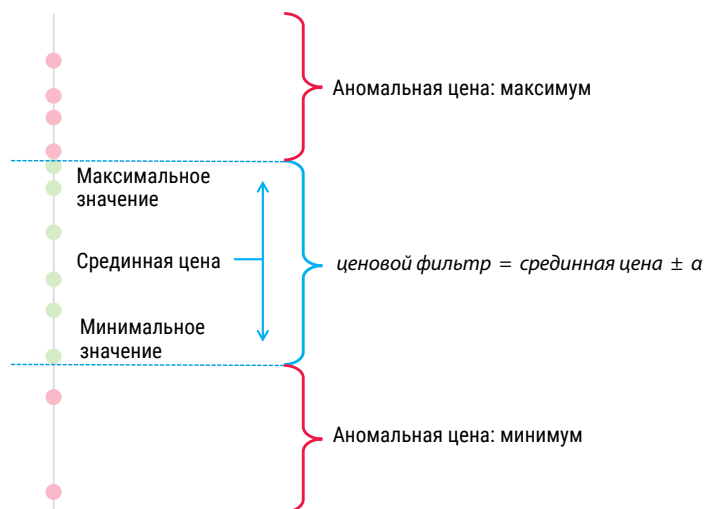 Аномальная цена: максимум
Максимальное
значение
Срединная цена
ценовой фильтр = срединная цена ± α
Минимальное
значение
Аномальная цена: минимум